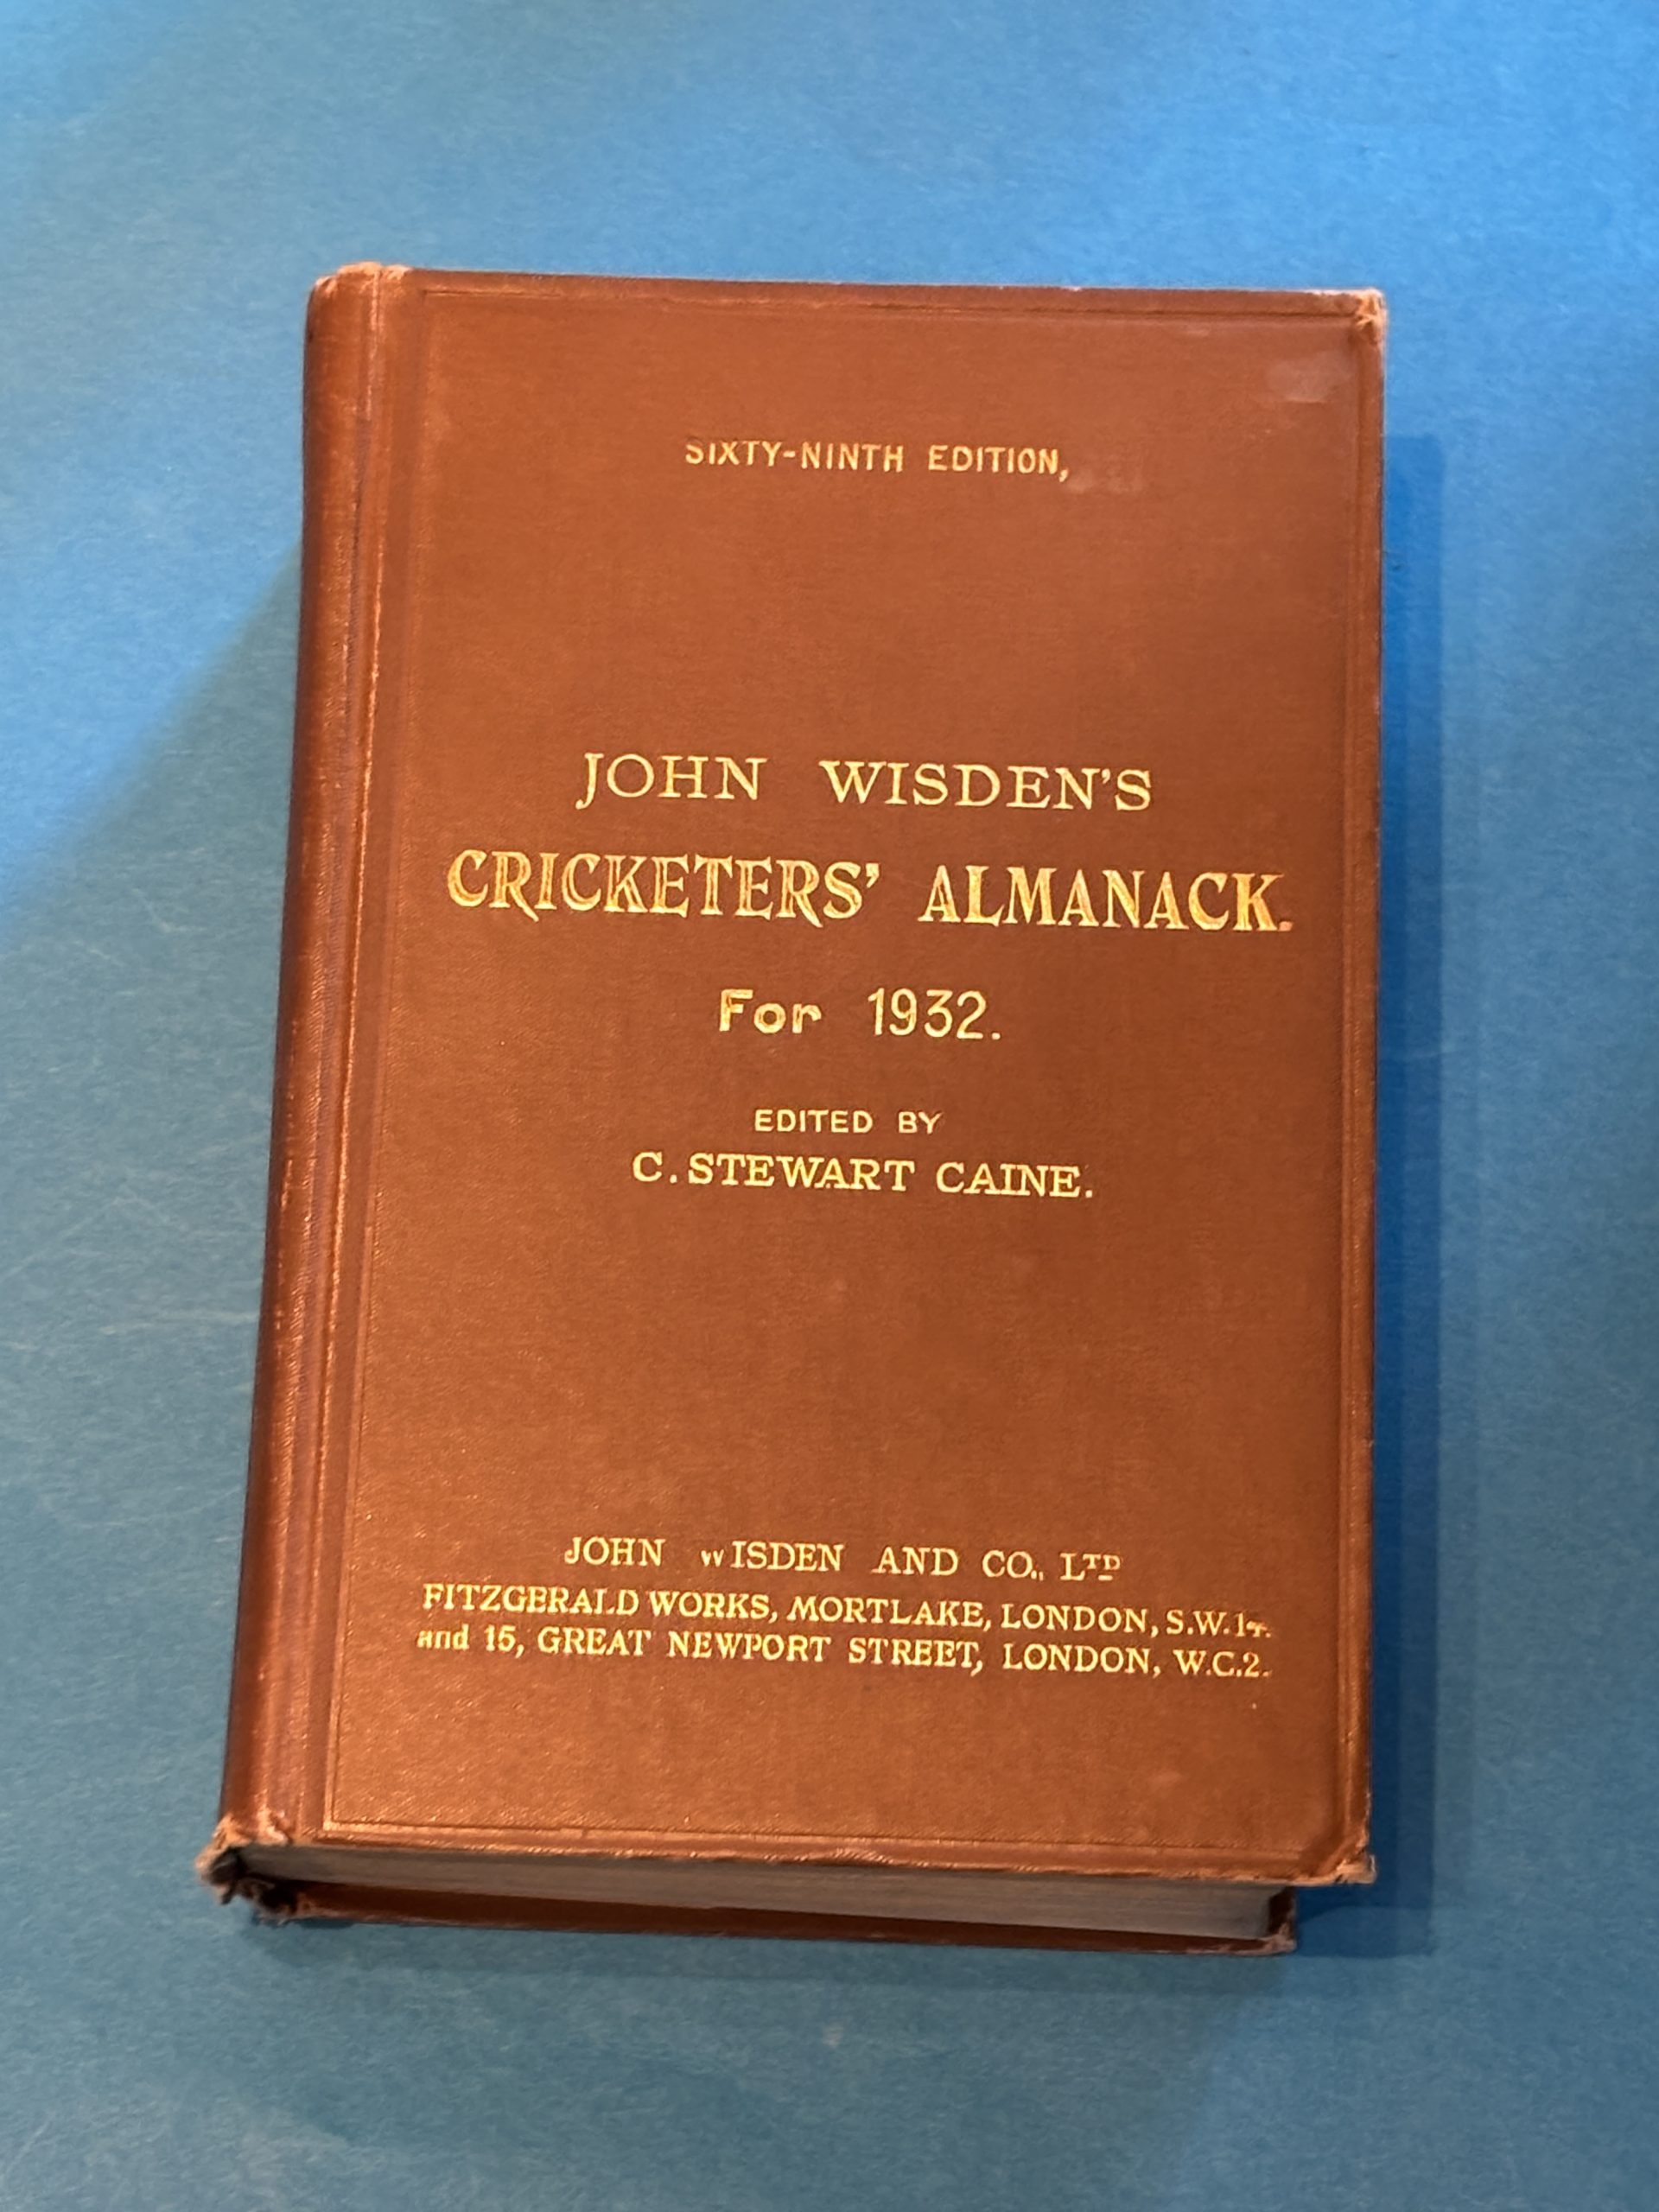 SIXTY-NINTH EDITION,
JOHN WISDEN'S
CRICKETERS' ALMANACK.
For 1932.
EDITED BY
C. STEWART CAINE.
JOHN WISDEN AND CO., LTD
FITZGERALD WORKS, MORTLAKE, LONDON, S.W.14.
and 15, GREAT NEWPORT STREET, LONDON, W.C.2.